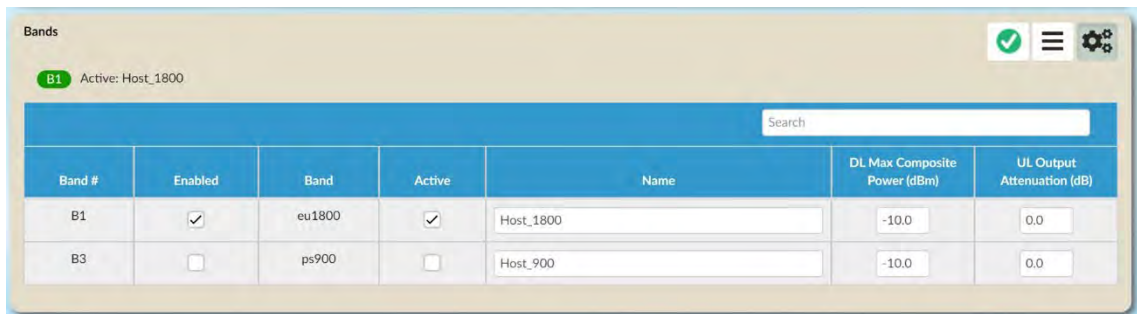 Bands
B1 Active: Host_1800
Search
Band # Enabled Band Active Name DL Max Composite Power (dBm) UL Output Attenuation (dB)
B1 eu1800 Host_1800 -10.0 0.0
B3 ps900 Host_900 -10.0 0.0